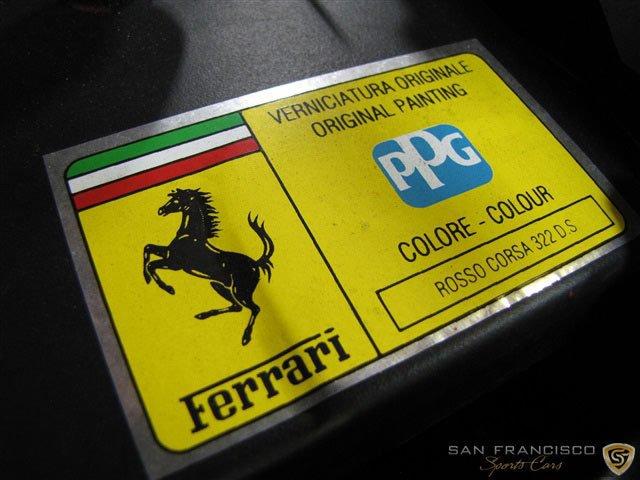 VERNICIATURA ORIGINALE
ORIGINAL PAINTING
PPG
COLORE - COLOUR
ROSSO CORSA 322 D.S
Ferrari
SAN FRANCISCO
Sports Cars
S